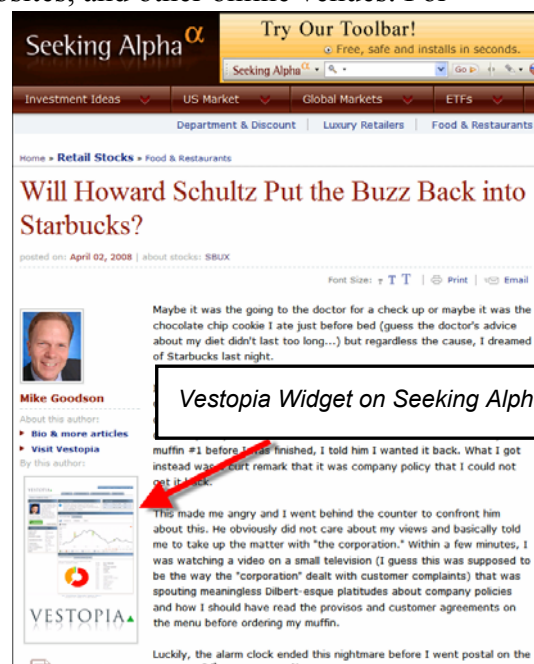 osites, and other online venues. For
Seeking Alpha α
Try Our Toolbar!
Free, safe and installs in seconds.
Seeking Alpha α
Go
Investment Ideas US Market Global Markets ETFs
Department & Discount | Luxury Retailers | Food & Restaurants
Home » Retail Stocks » Food & Restaurants
Will Howard Schultz Put the Buzz Back into
Starbucks?
posted on: April 02, 2008 | about stocks: SBUX
Font Size: T T T | Print | Email
Maybe it was the going to the doctor for a check up or maybe it was the
chocolate chip cookie I ate just before bed (guess the doctor's advice
about my diet didn't last too long...) but regardless the cause, I dreamed
of Starbucks last night.
Mike Goodson
About this author:
Bio & more articles
Visit Vestopia
By this author:
VESTOPIA
Vestopia Widget on Seeking Alph
muffin #1 before I was finished, I told him I wanted it back. What I got
instead was a curt remark that it was company policy that I could not
get it back.
This made me angry and I went behind the counter to confront him
about this. He obviously did not care about my views and basically told
me to take up the matter with "the corporation." Within a few minutes, I
was watching a video on a small television (I guess this was supposed to
be the way the "corporation" dealt with customer complaints) that was
spouting meaningless Dilbert-esque platitudes about company policies
and how I should have read the provisos and customer agreements on
the menu before ordering my muffin.
Luckily, the alarm clock ended this nightmare before I went postal on the